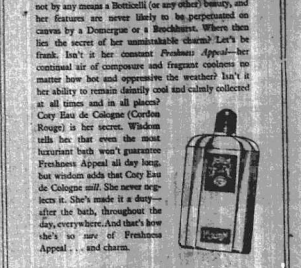 not by any means a Botticelli (or any other) beauty, and
her features are never likely to be perpetuated on
canvas by a Domergue or a Brockhurst. Where then
lies the secret of her unmistakable charm? Let's be
frank. Isn't it her constant Freshness Appeal—her
continual air of composure and fragrant coolness no
matter how hot and oppressive the weather? Isn't it
her ability to remain daintily cool and calmly collected
at all times and in all places?
Coty Eau de Cologne (Cordon
Rouge) is her secret. Wisdom
tells her that even the most
luxuriant bath won't guarantee
Freshness Appeal all day long,
but wisdom adds that Coty Eau
de Cologne will. She never neg-
lects it. She's made it a duty—
after the bath, throughout the
day, everywhere. And that's how
she's so sure of Freshness
Appeal . . . and charm.